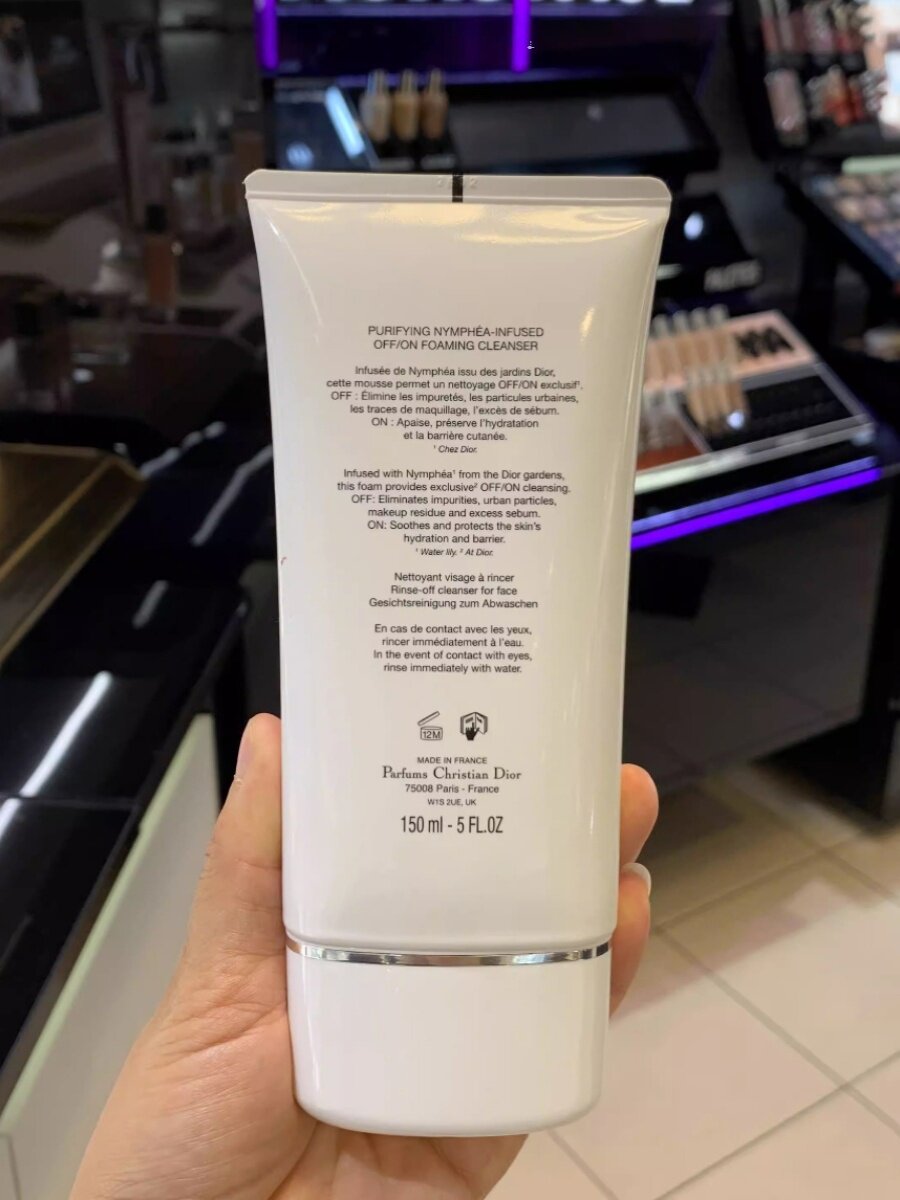 PURIFYING NYMPHÉA-INFUSED
OFF/ON FOAMING CLEANSER
Infusée de Nymphéa issu des jardins Dior,
cette mousse permet un nettoyage OFF/ON exclusif¹.
OFF : Élimine les impuretés, les particules urbaines,
les traces de maquillage, l'excès de sébum.
ON : Apaise, préserve l'hydratation
et la barrière cutanée.
¹ Chez Dior.
Infused with Nymphéa¹ from the Dior gardens,
this foam provides exclusive² OFF/ON cleansing.
OFF: Eliminates impurities, urban particles,
makeup residue and excess sebum.
ON: Soothes and protects the skin's
hydration and barrier.
¹ Water lily. ² At Dior.
Nettoyant visage à rincer
Rinse-off cleanser for face
Gesichtsreinigung zum Abwaschen
En cas de contact avec les yeux,
rincer immédiatement à l'eau.
In the event of contact with eyes,
rinse immediately with water.
12M
MADE IN FRANCE
Parfums Christian Dior
75008 Paris - France
W1S 2UE, UK
150 ml - 5 FL.OZ